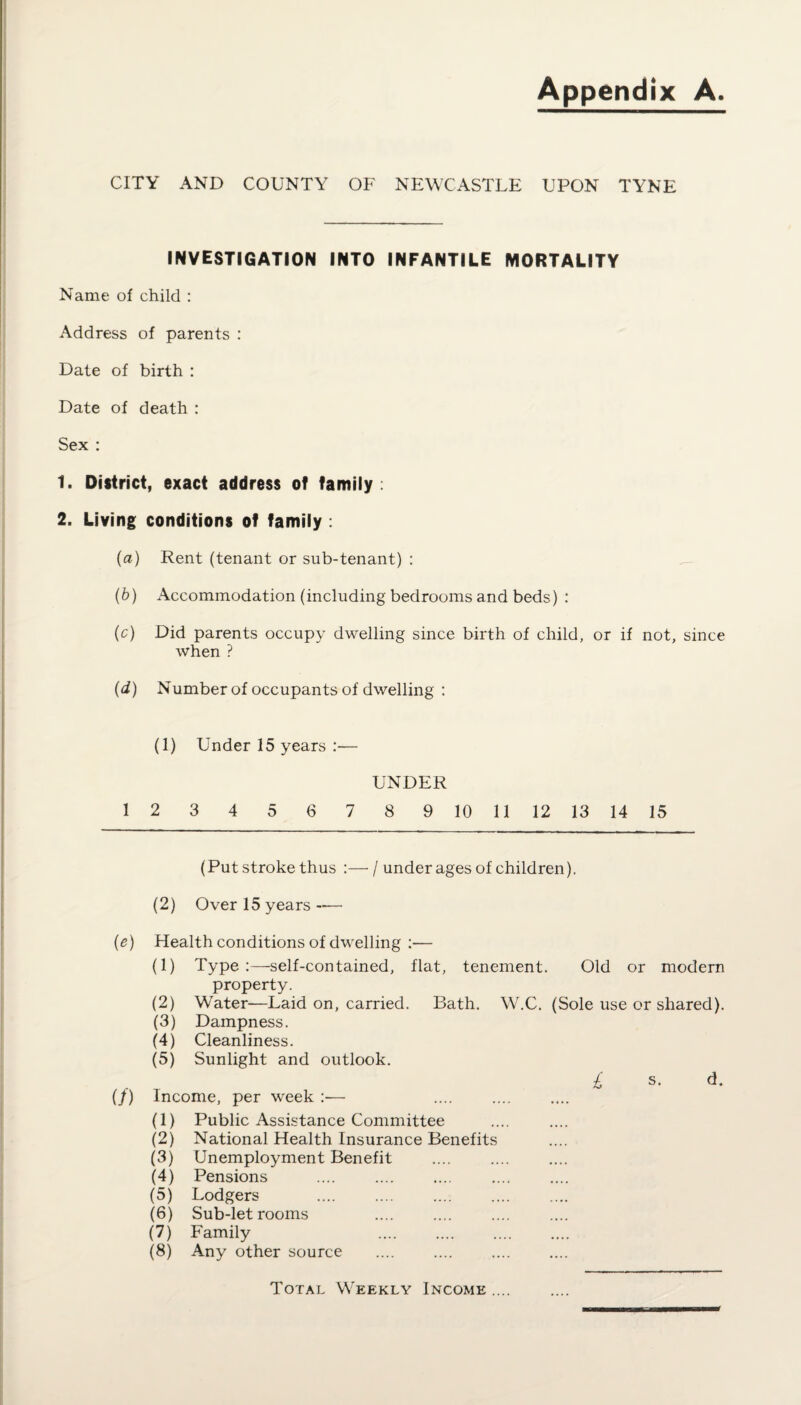 Appendix A.
CITY AND COUNTY OF NEWCASTLE UPON TYNE
INVESTIGATION INTO INFANTILE MORTALITY
Name of child :
Address of parents :
Date of birth :
Date of death :
Sex :
1. District, exact address of family :
2. Living conditions of family :
(a) Rent (tenant or sub-tenant) :
(b) Accommodation (including bedrooms and beds) :
(c) Did parents occupy dwelling since birth of child, or if not, since
when ?
(d) Number of occupants of dwelling :
(1) Under 15 years :—
UNDER
1 2 3 4 5 6 7 8 9 10 11 12 13 14 15
(Put stroke thus :— / under ages of children).
(2) Over 15 years —
(e) Health conditions of dwelling :—
(1) Type :—self-contained, flat, tenement. Old or modern
property.
(2) Water—Laid on, carried. Bath. W.C. (Sole use or shared).
(3) Dampness.
(4) Cleanliness.
(5) Sunlight and outlook.
£ s. d.
(f) Income, per week :— .... .... ....
(1) Public Assistance Committee .... ....
(2) National Health Insurance Benefits ....
(3) Unemployment Benefit .... .... ....
(4) Pensions .... .... .... .... ....
(5) Lodgers .... .... .... .... ....
(6) Sub-let rooms .... .... .... ....
(7) Family .... .... .... ....
(8) Any other source .... .... .... ....
Total Weekly Income .... ....